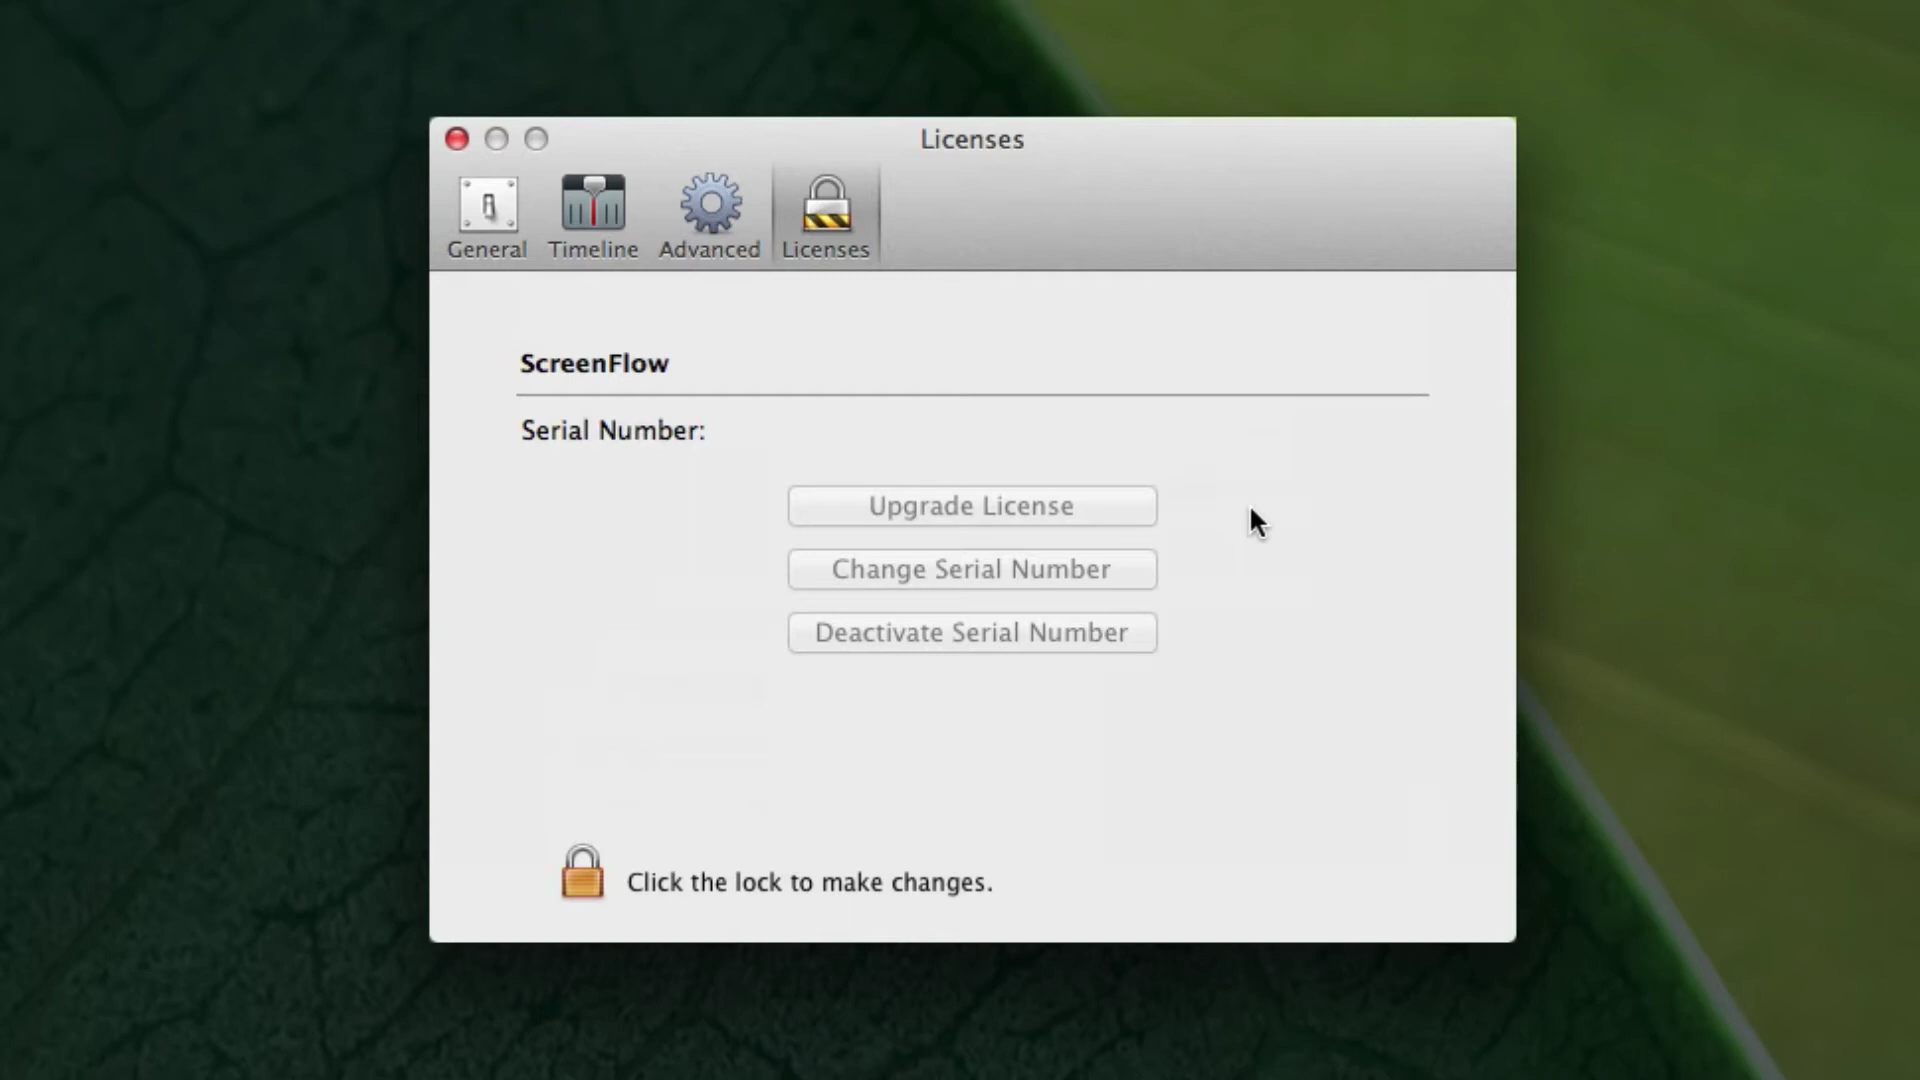 Licenses
General Timeline Advanced Licenses
ScreenFlow
Serial Number:
Upgrade License
Change Serial Number
Deactivate Serial Number
Click the lock to make changes.